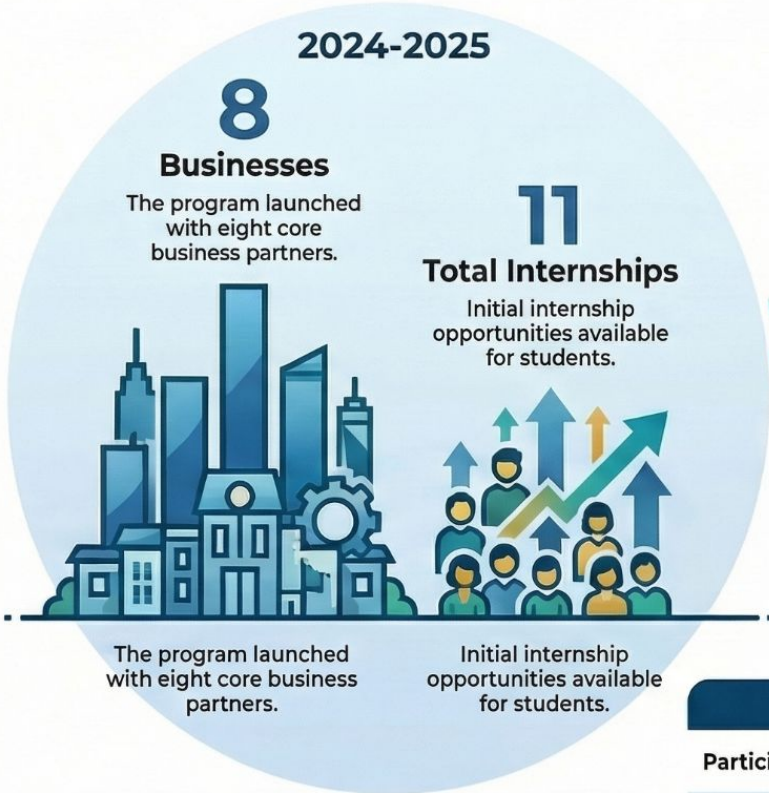 2024-2025
8
Businesses
The program launched
with eight core
business partners.
11
Total Internships
Initial internship
opportunities available
for students.
The program launched
with eight core business
partners.
Initial internship
opportunities available
for students.